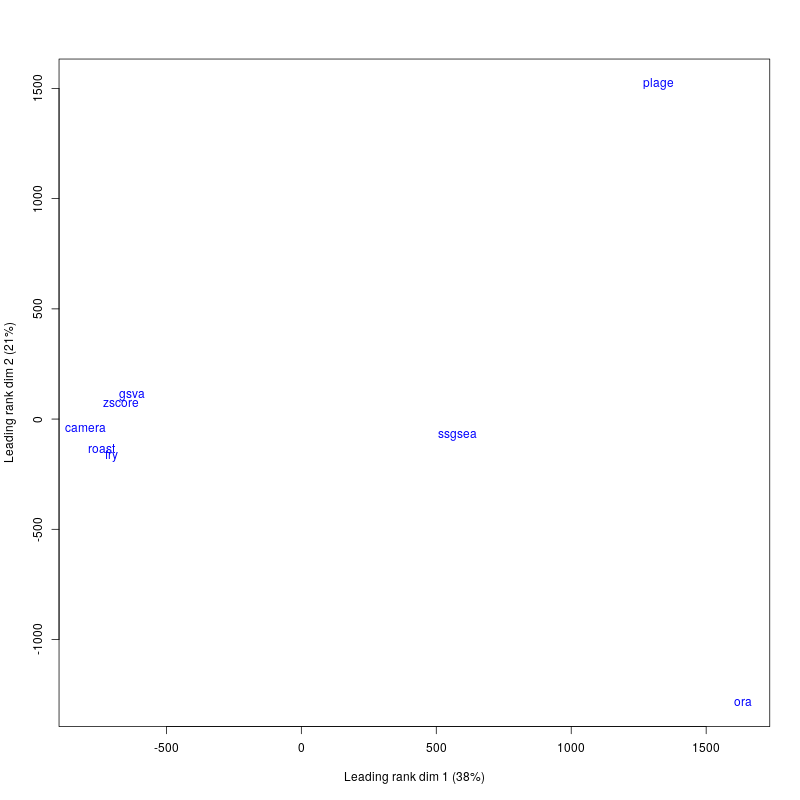 plage
gsva
zscore
camera
roast
fry
ssgsea
ora
1500
1000
500
0
-500
-1000
-500
0
500
1000
1500
Leading rank dim 2 (21%)
Leading rank dim 1 (38%)